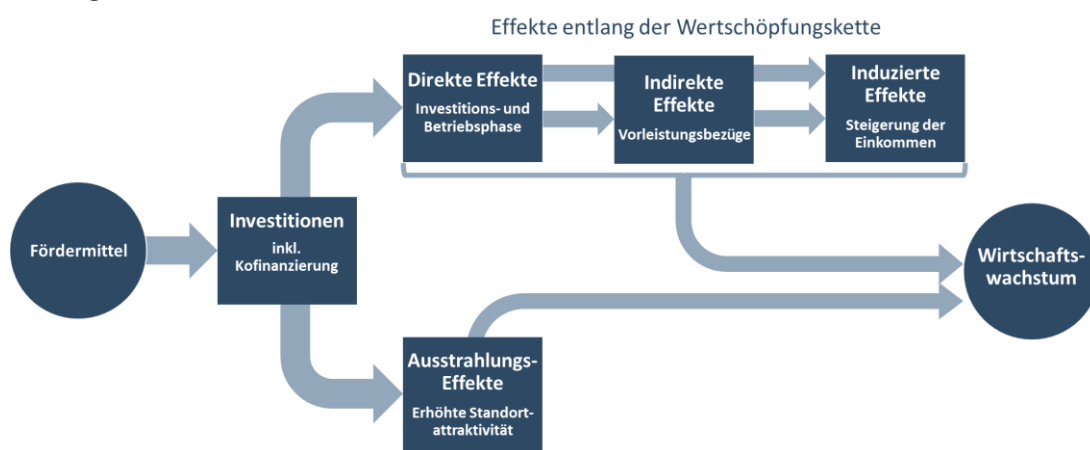 Effekte entlang der Wertschöpfungskette
Direkte Effekte
Investitions- und
Betriebsphase
Indirekte
Effekte
Vorleistungsbezüge
Induzierte
Effekte
Steigerung der
Einkommen
Fördermittel
Investitionen
inkl.
Kofinanzierung
Wirtschafts-
wachstum
Ausstrahlungs-
Effekte
Erhöhte Standort-
attraktivität